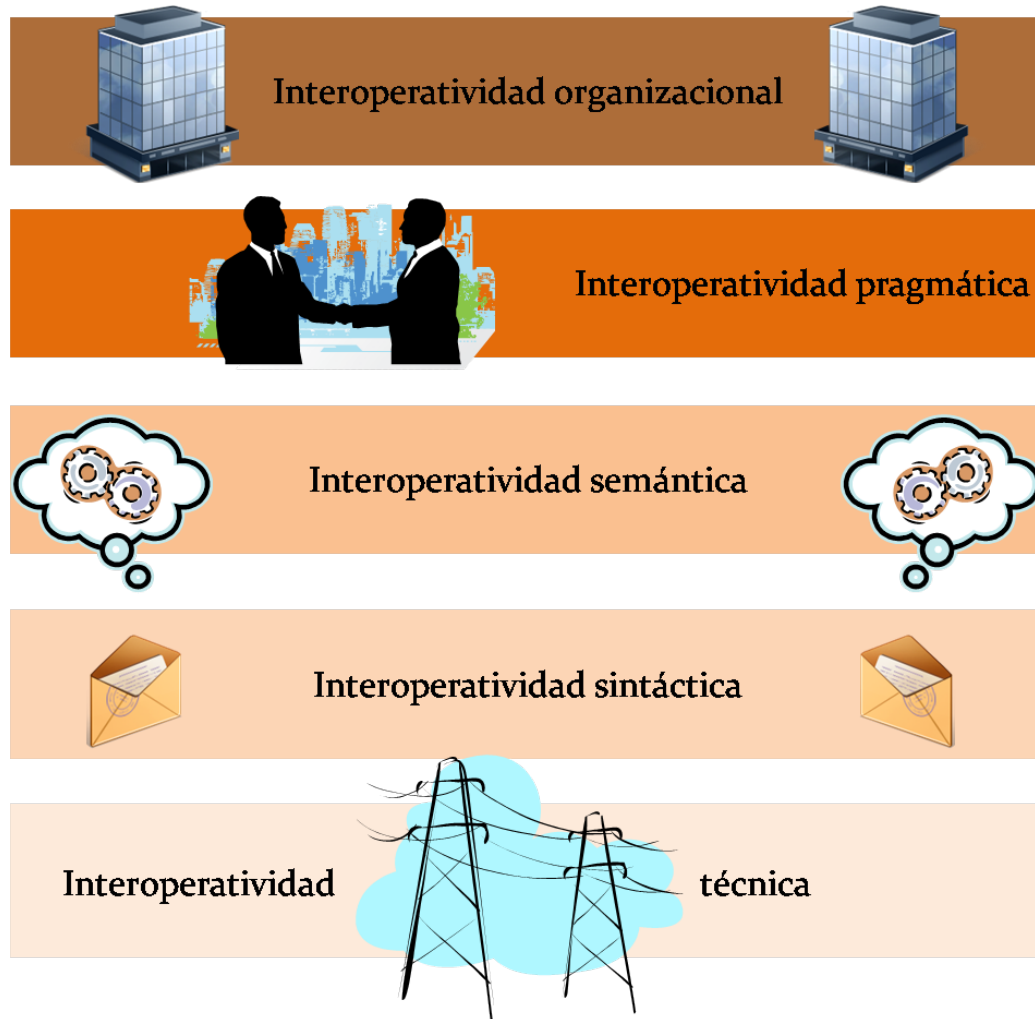 Interoperatividad organizacional
Interoperatividad pragmática
Interoperatividad semántica
Interoperatividad sintáctica
Interoperatividad técnica